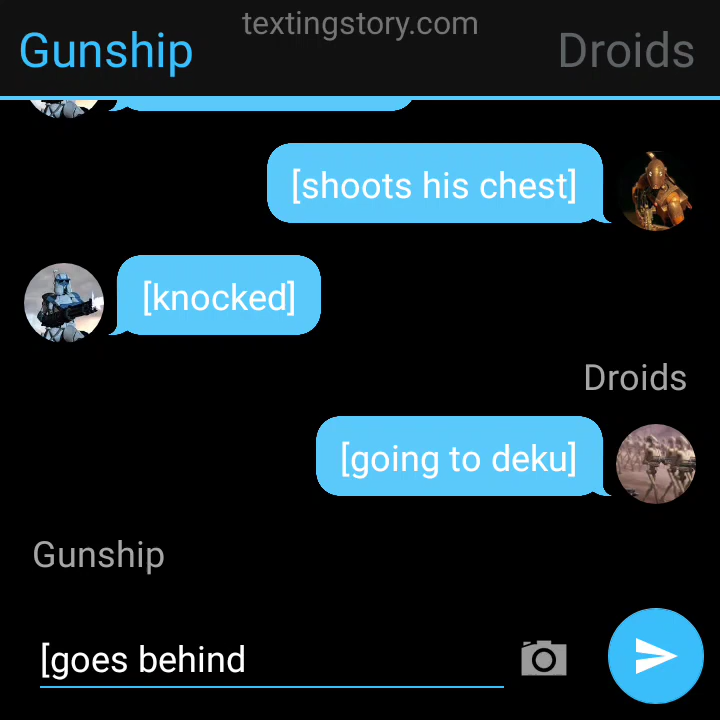 textingstory.com
Gunship
Droids
[shoots his chest]
[knocked]
Droids
[going to deku]
Gunship
[goes behind